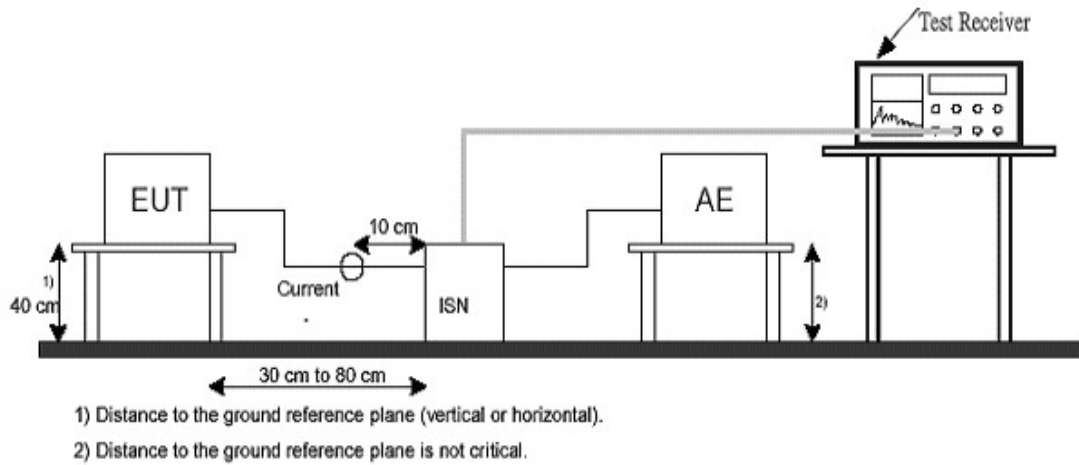 Test Receiver
EUT
AE
10 cm
1)
40 cm
Current
ISN
2)
30 cm to 80 cm
1) Distance to the ground reference plane (vertical or horizontal).
2) Distance to the ground reference plane is not critical.